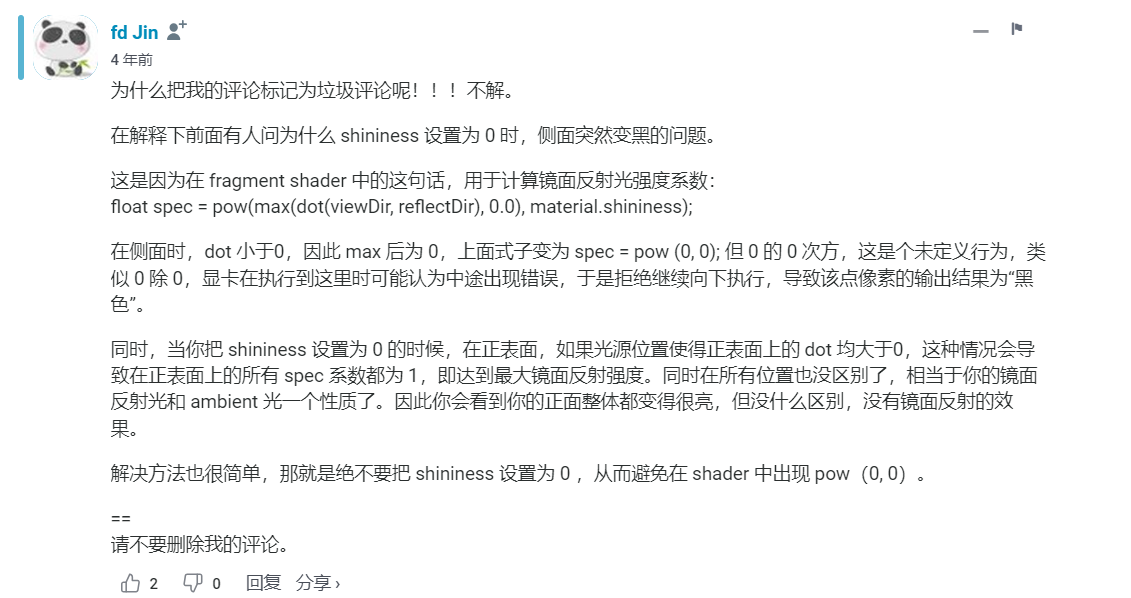 fd Jin
4 年前
为什么把我的评论标记为垃圾评论呢！！！不解。
在解释下前面有人问为什么 shininess 设置为 0 时，侧面突然变黑的问题。
这是因为在 fragment shader 中的这句话，用于计算镜面反射光强度系数：
float spec = pow(max(dot(viewDir, reflectDir), 0.0), material.shininess);
在侧面时，dot 小于0，因此 max 后为 0，上面式子变为 spec = pow (0, 0); 但 0 的 0 次方，这是个未定义行为，类
似 0 除 0，显卡在执行到这里时可能认为中途出现错误，于是拒绝继续向下执行，导致该点像素的输出结果为“黑
色”。
同时，当你把 shininess 设置为 0 的时候，在正表面，如果光源位置使得正表面上的 dot 均大于0，这种情况会导
致在正表面上的所有 spec 系数都为 1，即达到最大镜面反射强度。同时在所有位置也没区别了，相当于你的镜面
反射光和 ambient 光一个性质了。因此你会看到你的正面整体都变得很亮，但没什么区别，没有镜面反射的效
果。
解决方法也很简单，那就是绝不要把 shininess 设置为 0 ，从而避免在 shader 中出现 pow（0, 0）。
==
请不要删除我的评论。
2 0 回复 分享 ›